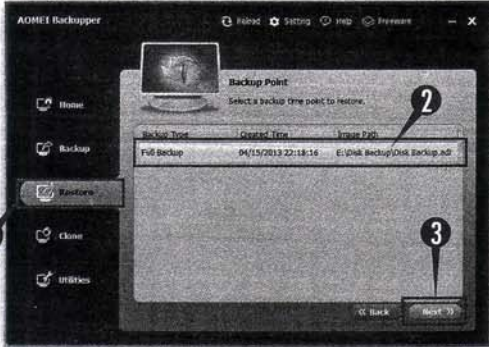 AOMEI Backupper
Reload Setting Help Freeware
Backup Point
Select a backup time point to restore.
2
Home
Backup Type Created Time Image Path
Backup
Full Backup 04/15/2013 22:18:16 E:\Disk Backup\Disk Backup.adi
Restore
Clone
3
Utilities
<< Back Next >>